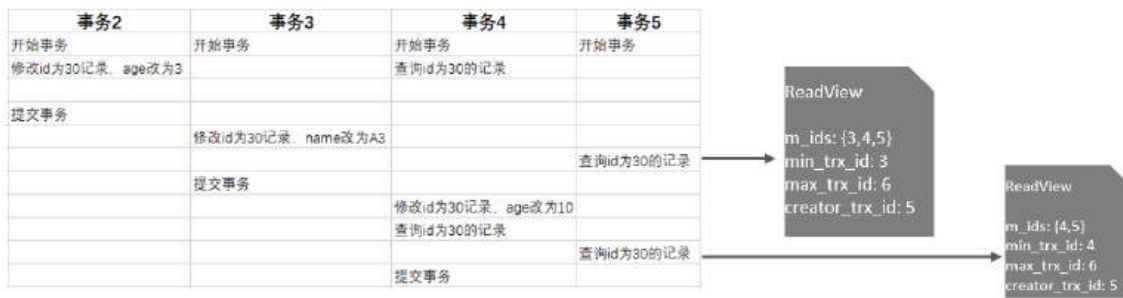 事务2 事务3 事务4 事务5
开始事务 开始事务 开始事务 开始事务
修改id为30记录，age改为3 查询id为30的记录
提交事务
修改id为30记录，name改为A3
查询id为30的记录
提交事务
修改id为30记录，age改为10
查询id为30的记录
查询id为30的记录
提交事务
ReadView
m_ids: {3,4,5}
min_trx_id: 3
max_trx_id: 6
creator_trx_id: 5
ReadView
m_ids: {4,5}
min_trx_id: 4
max_trx_id: 6
creator_trx_id: 5